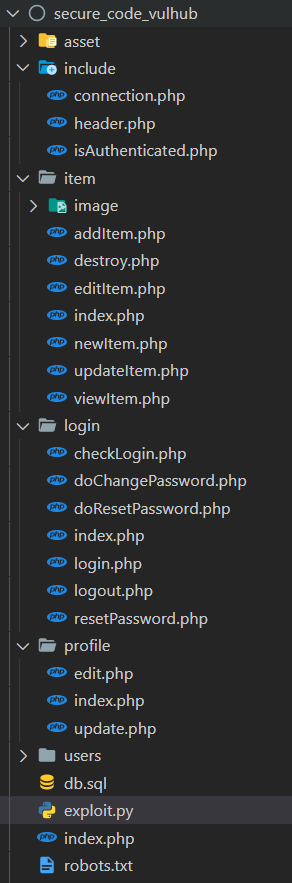 secure_code_vulhub
asset
include
connection.php
header.php
isAuthenticated.php
item
image
addItem.php
destroy.php
editItem.php
index.php
newItem.php
updateItem.php
viewItem.php
login
checkLogin.php
doChangePassword.php
doResetPassword.php
index.php
login.php
logout.php
resetPassword.php
profile
edit.php
index.php
update.php
users
db.sql
exploit.py
index.php
robots.txt